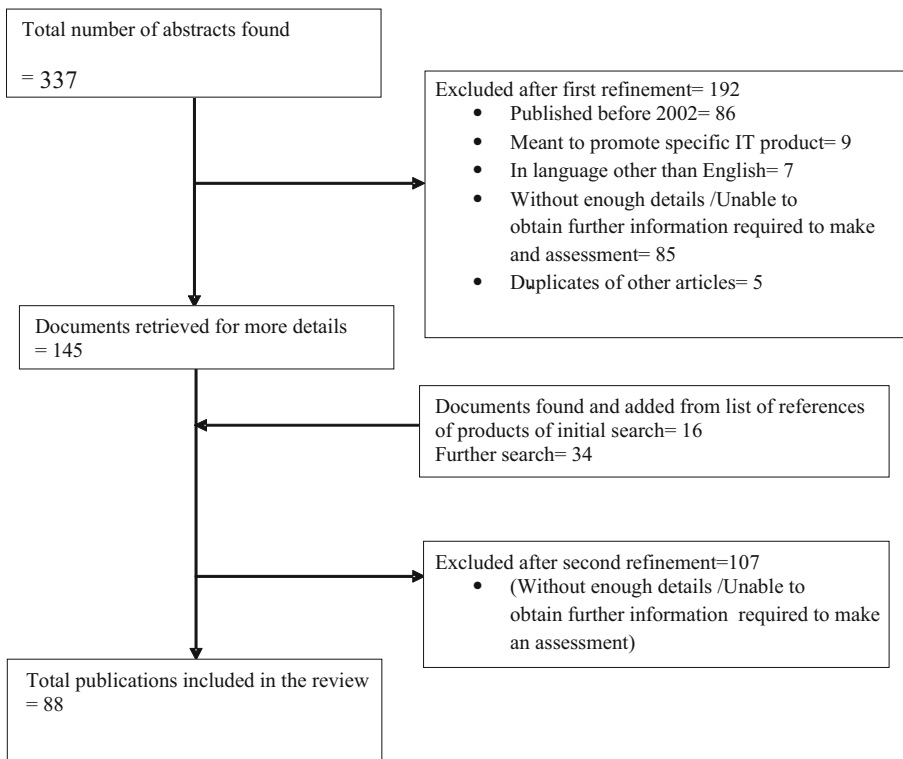 Total number of abstracts found
= 337
Excluded after first refinement= 192
• Published before 2002= 86
• Meant to promote specific IT product= 9
• In language other than English= 7
• Without enough details /Unable to
obtain further information required to make
and assessment= 85
• Duplicates of other articles= 5
Documents retrieved for more details
= 145
Documents found and added from list of references
of products of initial search= 16
Further search= 34
Excluded after second refinement=107
• (Without enough details /Unable to
obtain further information required to make
an assessment)
Total publications included in the review
= 88